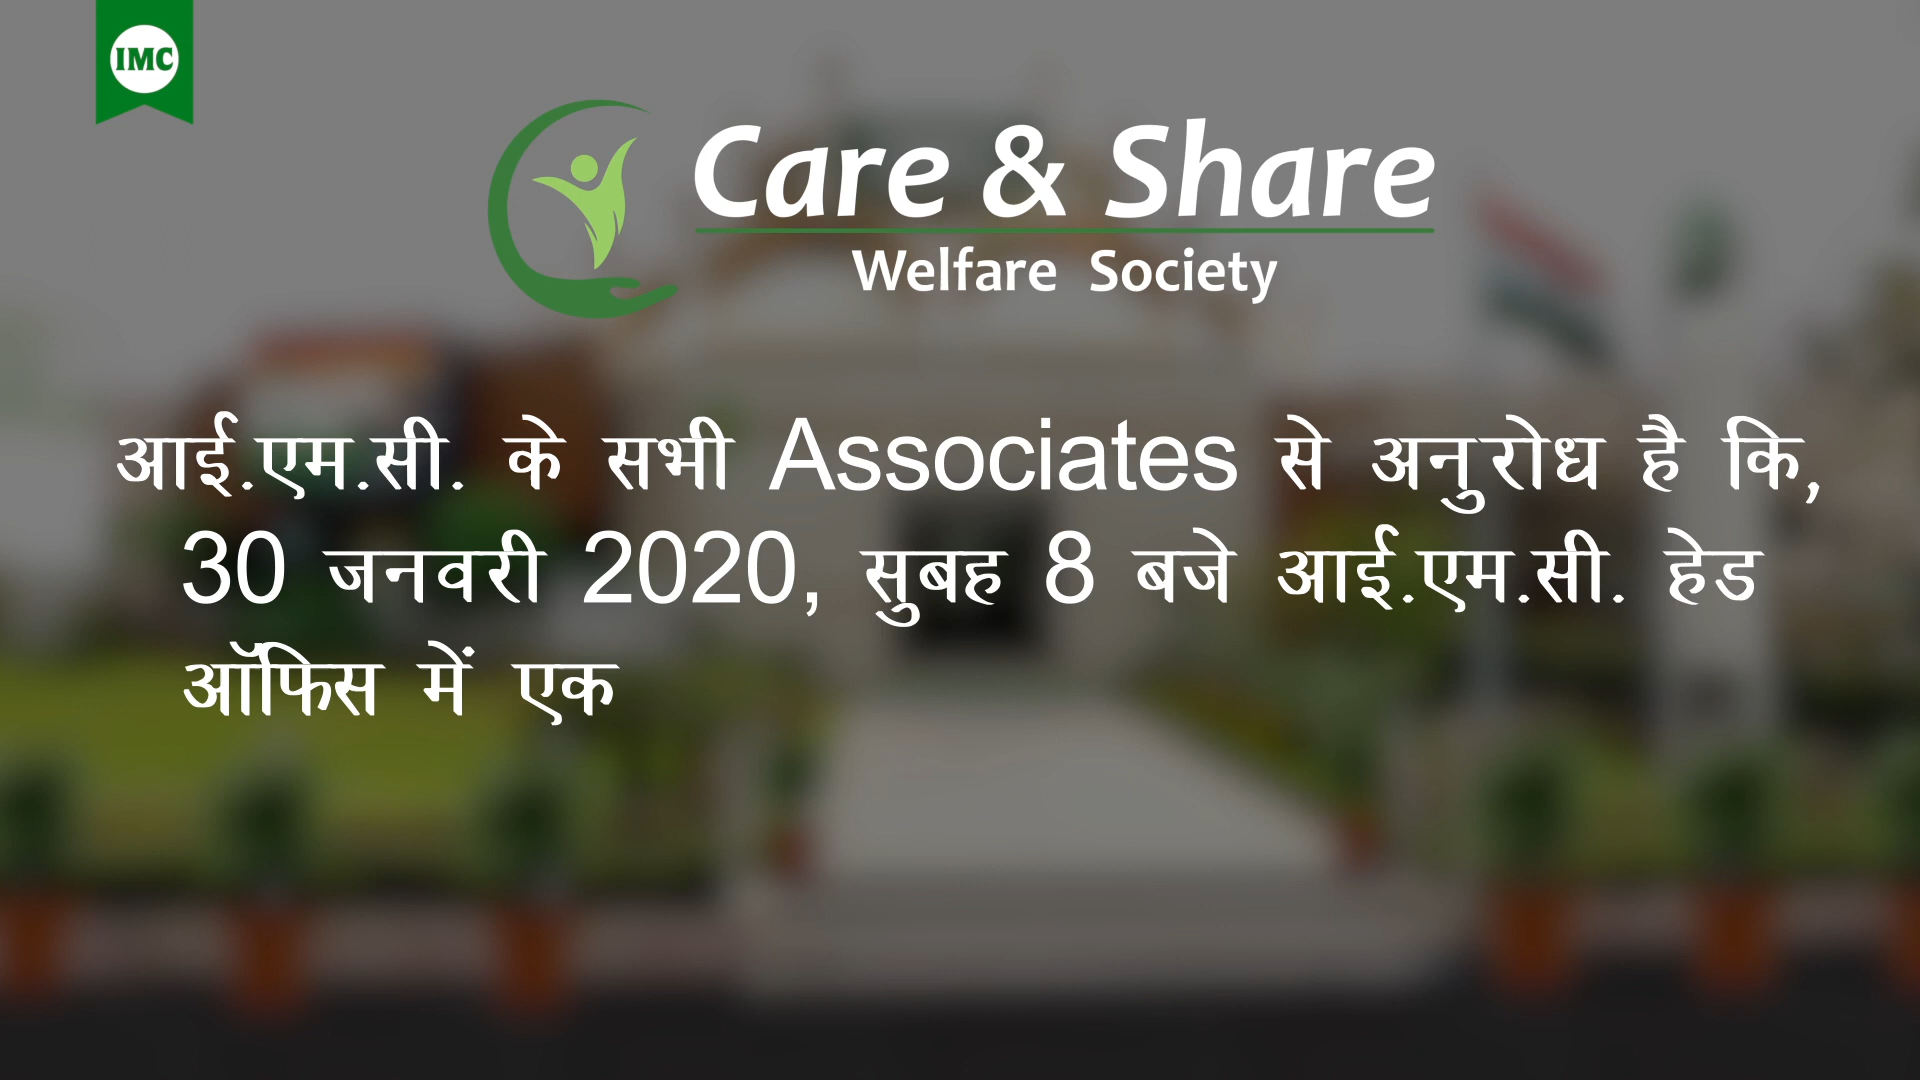 IMC
Care & Share
Welfare Society
आई.एम.सी. के सभी Associates से अनुरोध है कि,
30 जनवरी 2020, सुबह 8 बजे आई.एम.सी. हेड
ऑफिस में एक